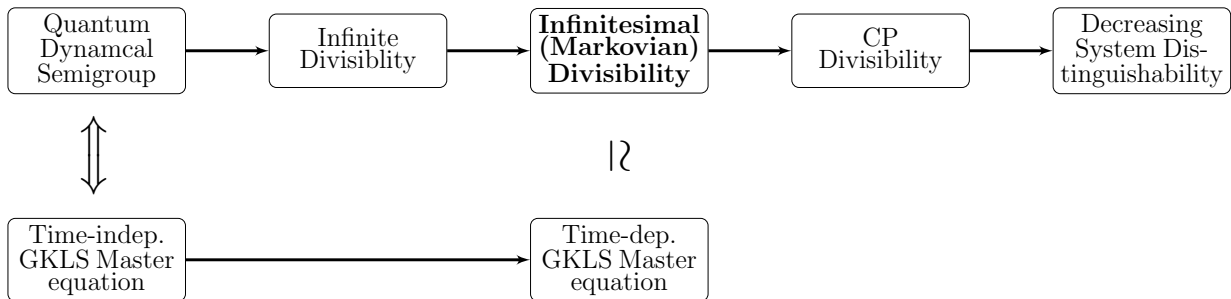 Quantum
Dynamcal
Semigroup
Infinite
Divisiblity
Infinitesimal
(Markovian)
Divisibility
CP
Divisibility
Decreasing
System Dis-
tinguishability
Time-indep.
GKLS Master
equation
Time-dep.
GKLS Master
equation